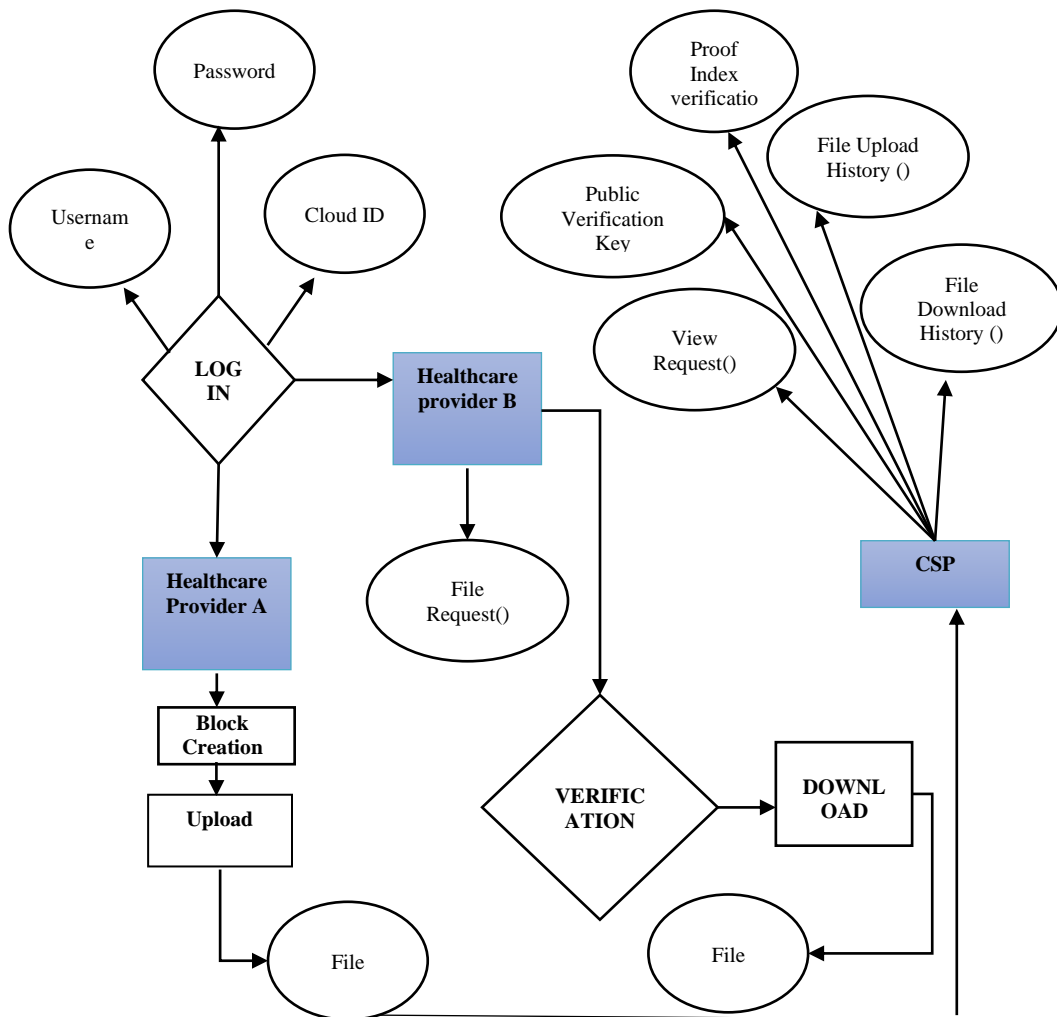 Password
Proof
Index
verificatio
File Upload
History ()
Usernam
e
Cloud ID
Public
Verification
Key
File
Download
History ()
View
Request()
LOG
IN
Healthcare
provider B
Healthcare
Provider A
File
Request()
CSP
Block
Creation
Upload
VERIFIC
ATION
DOWNL
OAD
File
File